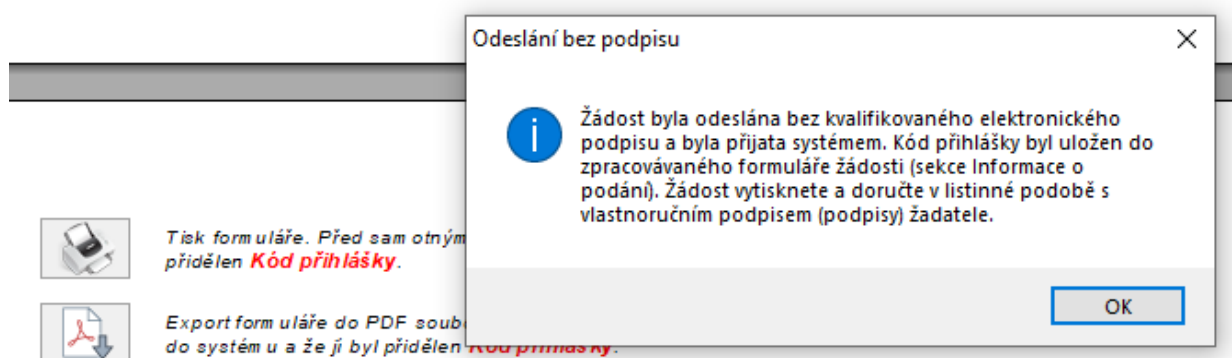 Odeslání bez podpisu
Žádost byla odeslána bez kvalifikovaného elektronického
podpisu a byla přijata systémem. Kód přihlášky byl uložen do
zpracovávaného formuláře žádosti (sekce Informace o
podání). Žádost vytisknete a doručte v listinné podobě s
vlastnoručním podpisem (podpisy) žadatele.
OK
Tisk formuláře. Před samotným
přidělen Kód přihlášky.
Export formuláře do PDF soub
do systému a že jí byl přidělen Kód přihlášky.